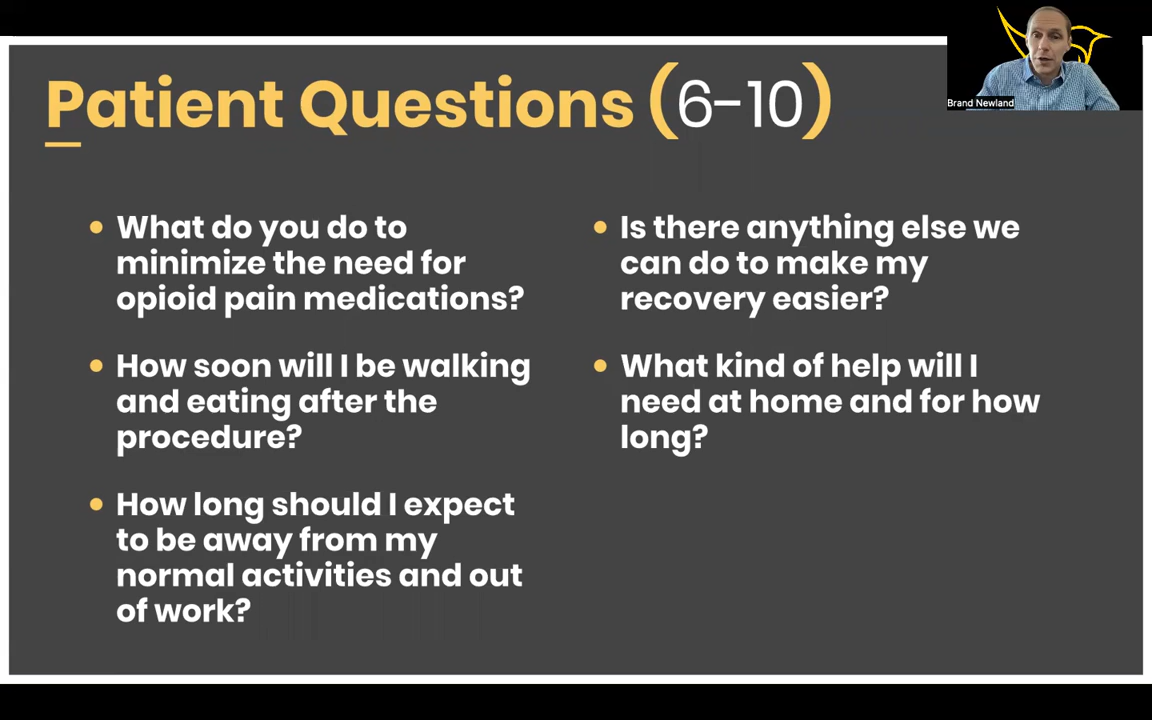 Patient Questions (6-10)
Brand Newland
What do you do to
minimize the need for
opioid pain medications?
How soon will I be walking
and eating after the
procedure?
How long should I expect
to be away from my
normal activities and out
of work?
Is there anything else we
can do to make my
recovery easier?
What kind of help will I
need at home and for how
long?